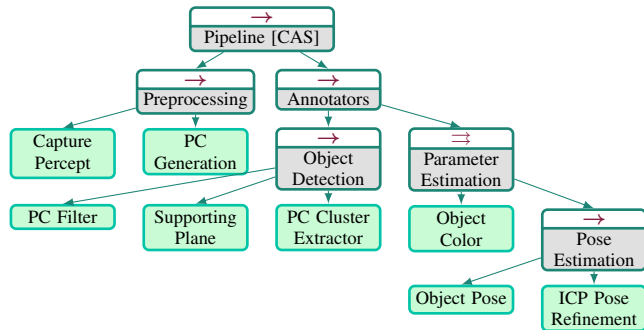 →
Pipeline [CAS]
→
Preprocessing
→
Annotators
Capture
Percept
PC
Generation
→
Object
Detection
⇉
Parameter
Estimation
PC Filter
Supporting
Plane
PC Cluster
Extractor
Object
Color
→
Pose
Estimation
Object Pose
ICP Pose
Refinement